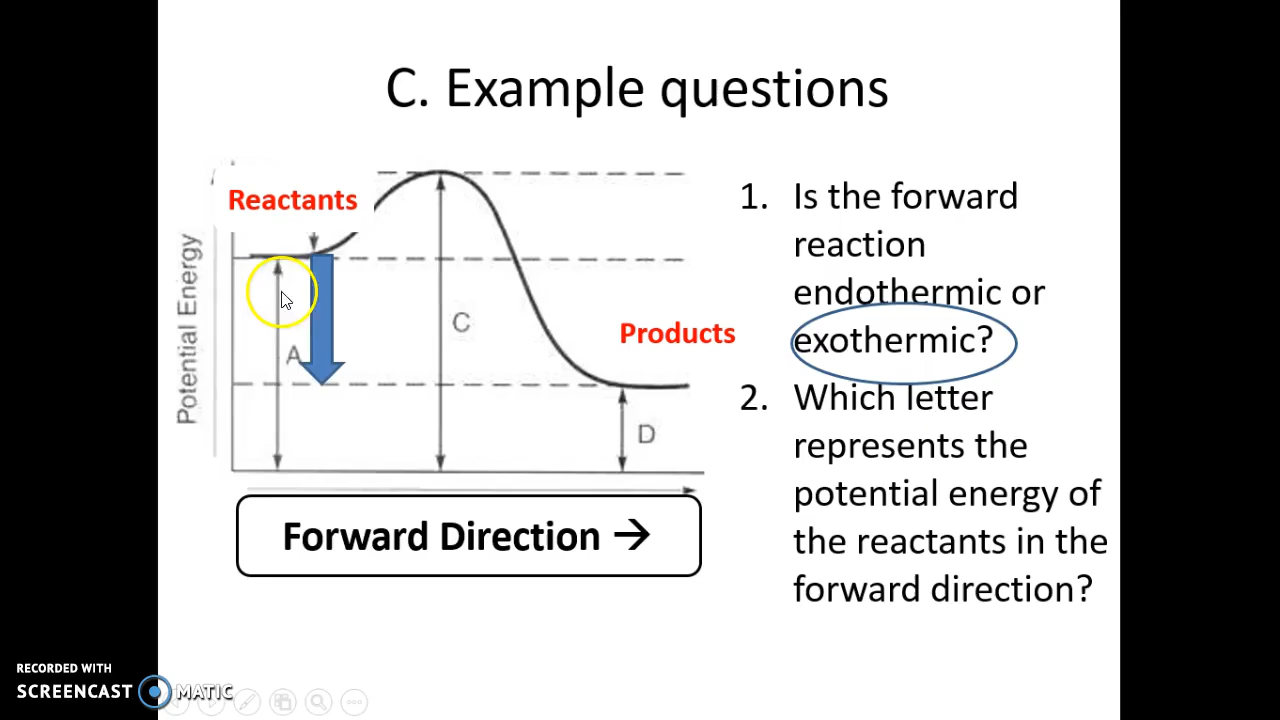 C. Example questions
Reactants
Potential Energy
A
C
Products
D
Forward Direction →
1. Is the forward
reaction
endothermic or
exothermic?
2. Which letter
represents the
potential energy of
the reactants in the
forward direction?
RECORDED WITH
SCREENCAST MATIC